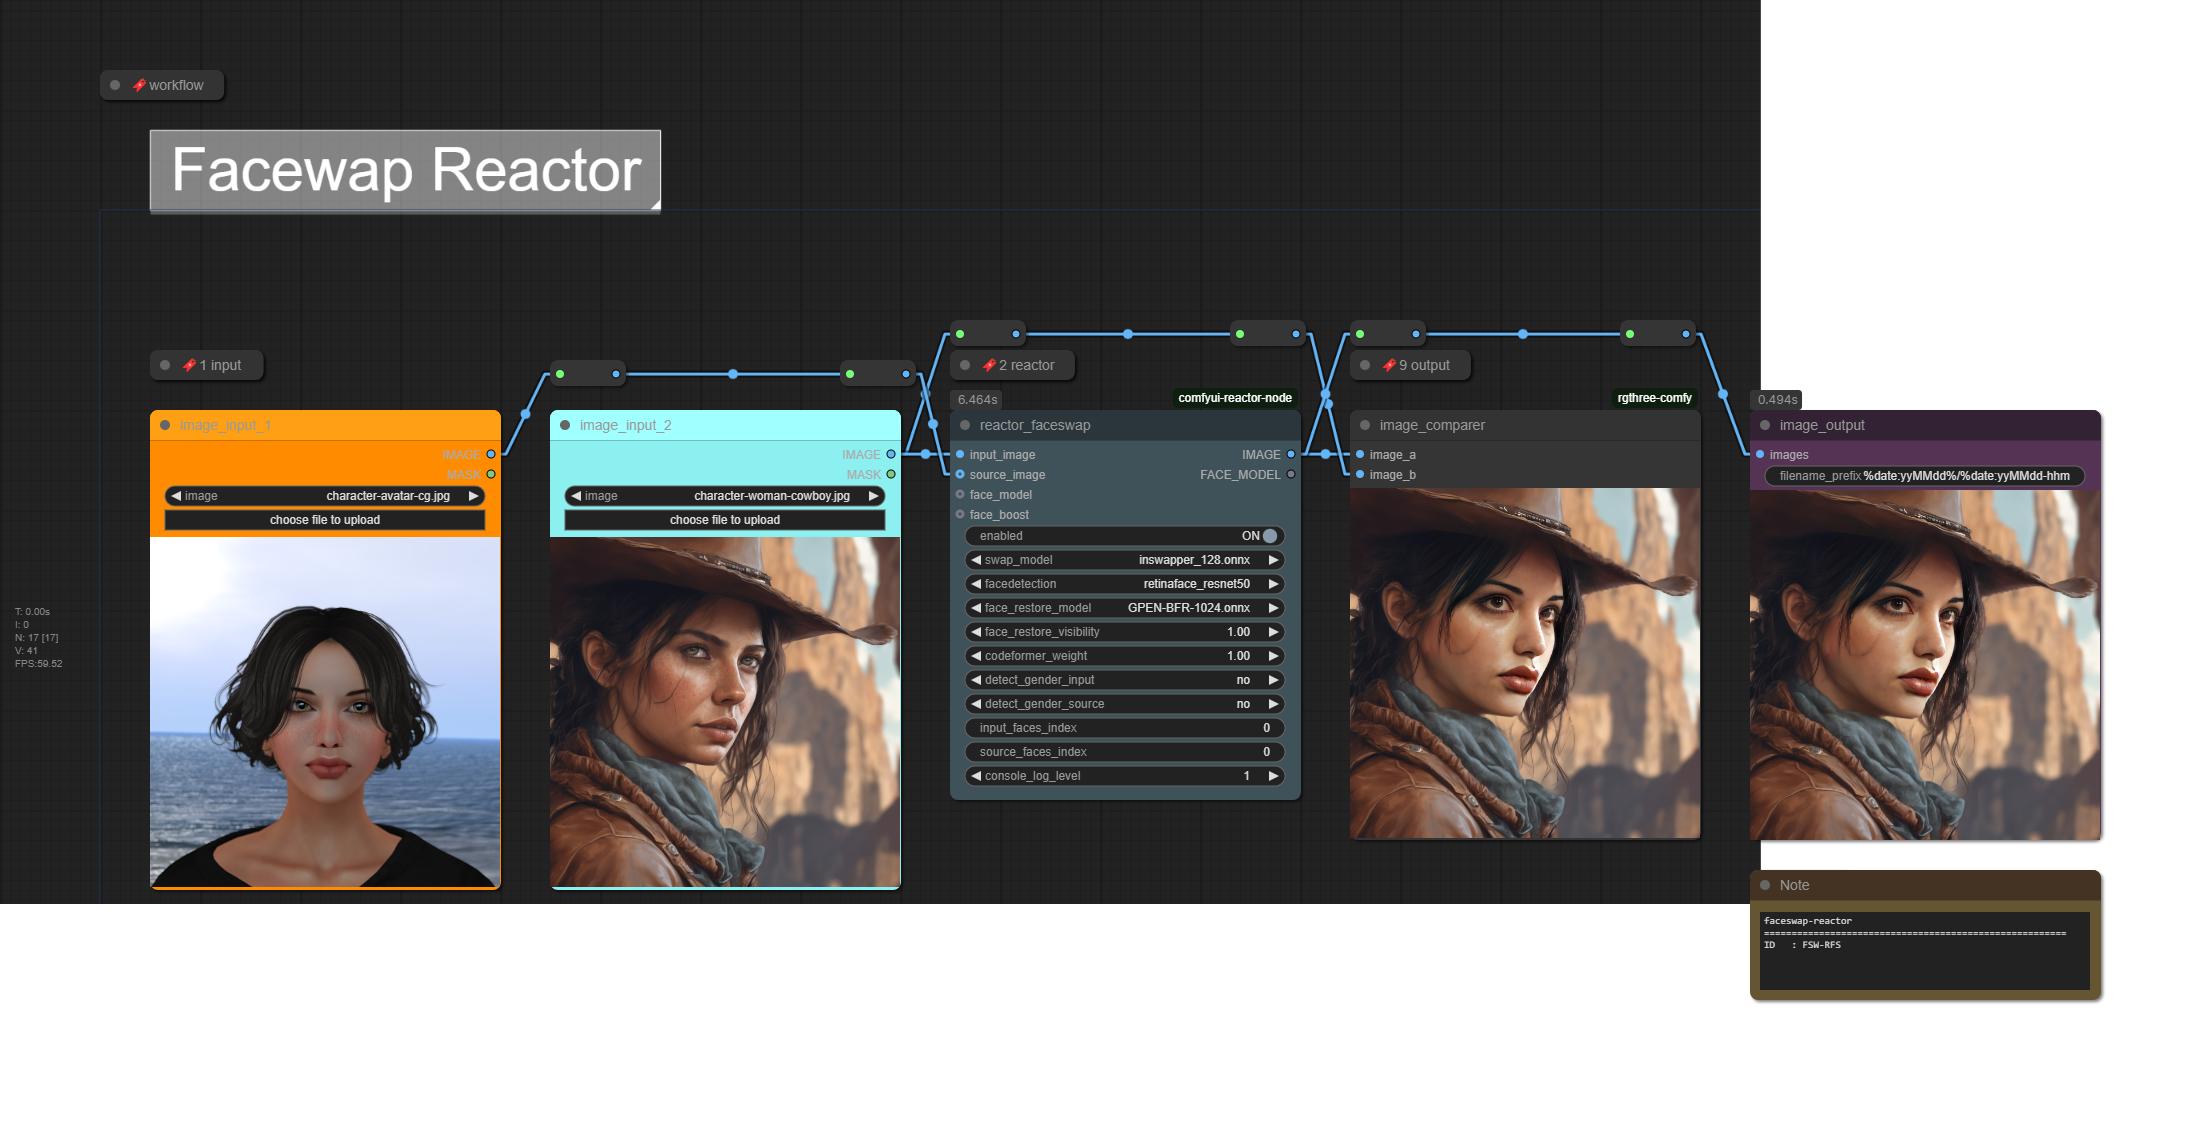 workflow
Facewap Reactor
1 input
2 reactor
9 output
6.464s
comfyui-reactor-node
rgthree-comfy
0.494s
image_input_1
IMAGE
MASK
image character-avatar-cg.jpg
choose file to upload
image_input_2
IMAGE
MASK
image character-woman-cowboy.jpg
choose file to upload
reactor_faceswap
input_image IMAGE
source_image FACE_MODEL
face_model
face_boost
enabled ON
swap_model inswapper_128.onnx
facedetection retinaface_resnet50
face_restore_model GPEN-BFR-1024.onnx
face_restore_visibility 1.00
codeformer_weight 1.00
detect_gender_input no
detect_gender_source no
input_faces_index 0
source_faces_index 0
console_log_level 1
image_comparer
image_a
image_b
image_output
images
filename_prefix %date:yyMMdd%/%date:yyMMdd-hhm
T: 0.00s
I: 0
N: 17 [17]
V: 41
FPS:59.52
Note
faceswap-reactor
=======================================================
ID : FSW-RFS